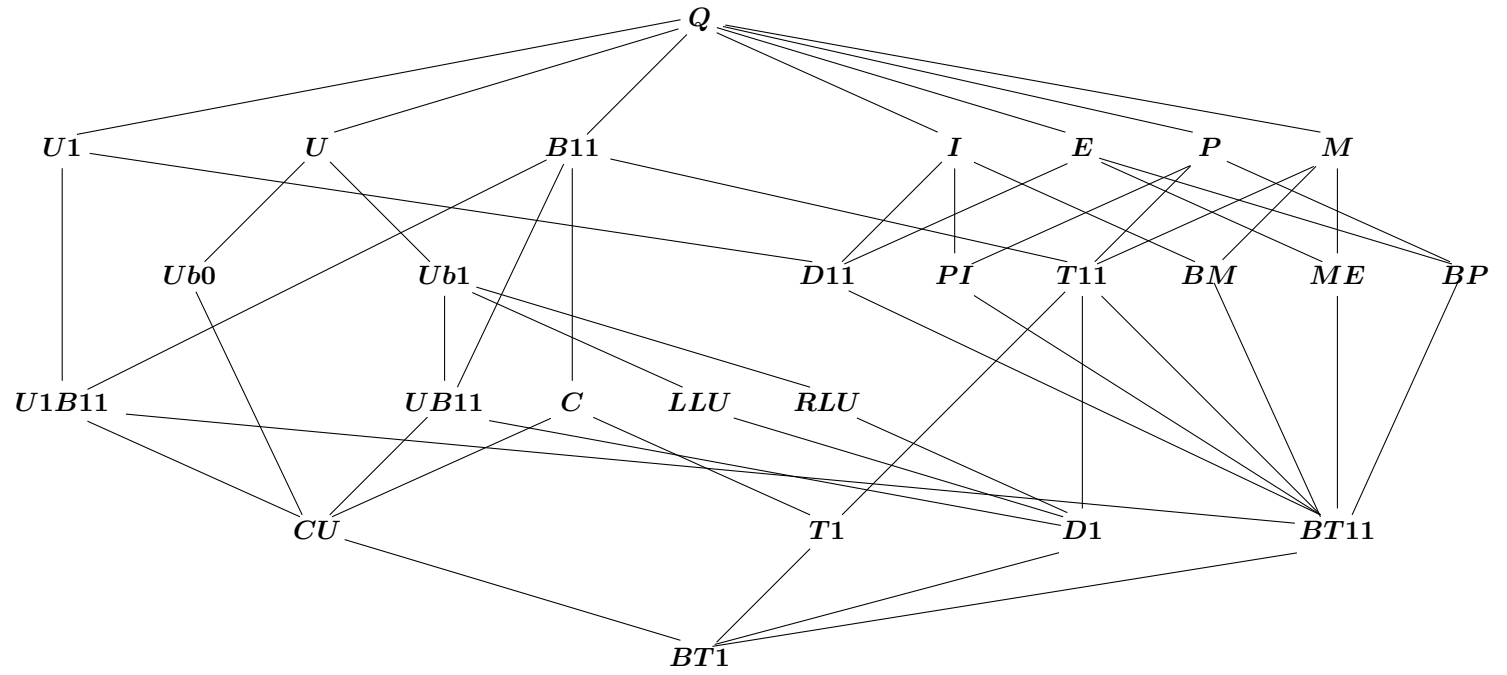 Q
U1 U B11 I E P M
Ub0 Ub1 D11 PI T11 BM ME BP
U1B11 UB11 C LLU RLU
CU T1 D1 BT11
BT1